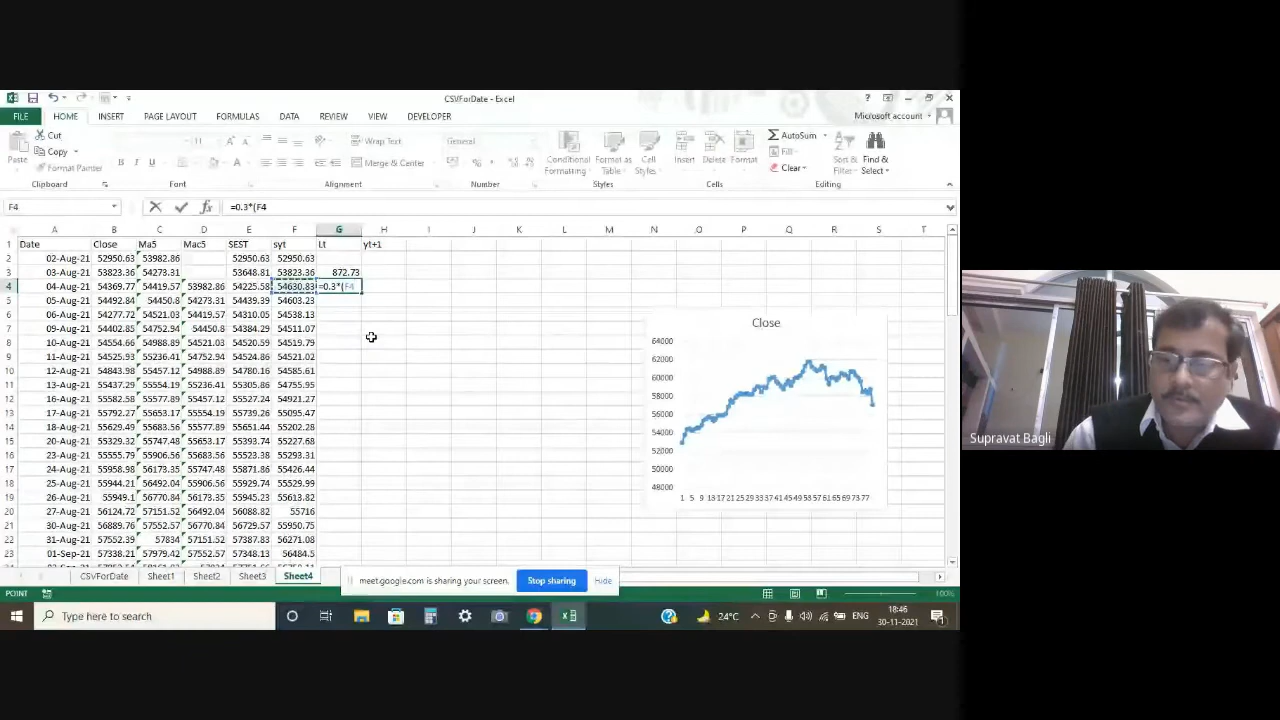 CSVForDate - Excel
FILE HOME INSERT PAGE LAYOUT FORMULAS DATA REVIEW VIEW DEVELOPER Microsoft account
Paste Cut Copy Format Painter
11 B I U
Wrap Text Merge & Center
General
Conditional Formatting Format as Table Cell Styles
Insert Delete Format
AutoSum Fill Clear Sort & Filter Find & Select
Clipboard Font Alignment Number Styles Cells Editing
F4 =0.3*(F4
A B C D E F G H I J K L M N O P Q R S T
1 Date Close Ma5 Mac5 SEST syt Lt yt+1
2 02-Aug-21 52950.63 53982.86 52950.63 52950.63
3 03-Aug-21 53823.36 54273.31 53648.81 53823.36 872.73
4 04-Aug-21 54369.77 54419.57 53982.86 54225.58 54630.83 =0.3*(F4
5 05-Aug-21 54492.84 54450.8 54273.31 54439.39 54603.23
6 06-Aug-21 54277.72 54521.03 54419.57 54310.05 54538.13
7 09-Aug-21 54402.85 54752.94 54450.8 54384.29 54511.07
8 10-Aug-21 54554.66 54988.89 54521.03 54520.59 54519.79
9 11-Aug-21 54525.93 55236.41 54752.94 54524.86 54521.02
10 12-Aug-21 54843.98 55457.12 54988.89 54780.16 54585.61
11 13-Aug-21 55437.29 55554.19 55236.41 55305.86 54755.95
12 16-Aug-21 55582.58 55577.89 55457.12 55527.24 54921.27
13 17-Aug-21 55792.27 55653.17 55554.19 55739.26 55095.47
14 18-Aug-21 55629.49 55683.56 55577.89 55651.44 55202.28
15 20-Aug-21 55329.32 55747.48 55653.17 55393.74 55227.68
16 23-Aug-21 55555.79 55906.56 55683.56 55523.38 55293.31
17 24-Aug-21 55958.98 56173.35 55747.48 55871.86 55426.44
18 25-Aug-21 55944.21 56492.04 55906.56 55929.74 55529.99
19 26-Aug-21 55949.1 56770.84 56173.35 55945.23 55613.82
20 27-Aug-21 56124.72 57151.52 56492.04 56088.82 55716
21 30-Aug-21 56889.76 57552.57 56770.84 56729.57 55950.75
22 31-Aug-21 57552.39 57834 57151.52 57387.83 56271.08
23 01-Sep-21 57338.21 57979.42 57552.57 57348.13 56484.5
Close
64000
62000
60000
58000
56000
54000
52000
50000
48000
1 5 9 13 17 21 25 29 33 37 41 45 49 53 57 61 65 69 73 77
CSVForDate Sheet1 Sheet2 Sheet3 Sheet4
meet.google.com is sharing your screen. Stop sharing Hide
POINT 100%
Type here to search
24°C ENG
18:46
30-11-2021
Supravat Bagli